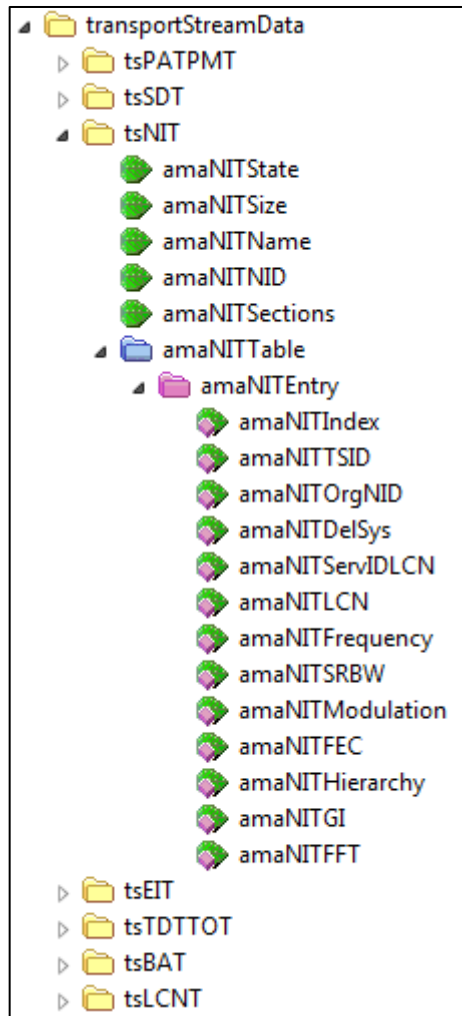 transportStreamData
tsPATPMT
tsSDT
tsNIT
amaNITState
amaNITSize
amaNITName
amaNITNID
amaNITSections
amaNITTable
amaNITEntry
amaNITIndex
amaNITTSID
amaNITOrgNID
amaNITDelSys
amaNITServIDLCN
amaNITLCN
amaNITFrequency
amaNITSRBW
amaNITModulation
amaNITFEC
amaNITHierarchy
amaNITGI
amaNITFFT
tsEIT
tsTDTTOT
tsBAT
tsLCNT